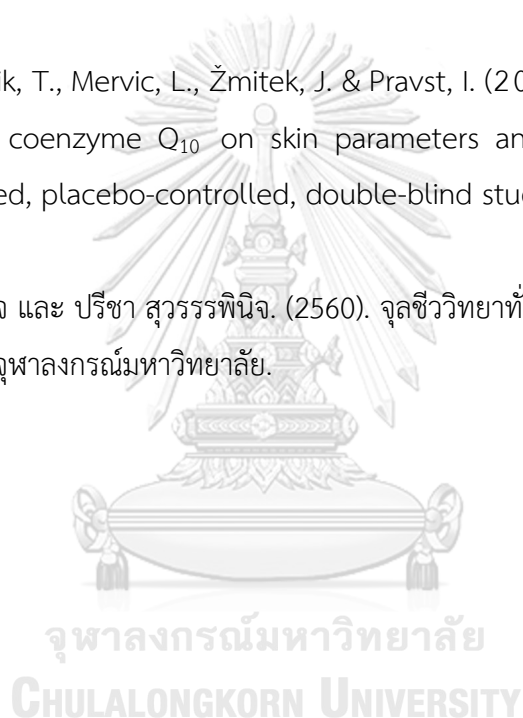 ik, T., Mervic, L., Žmitek, J. & Pravst, I. (20
coenzyme Q₁₀ on skin parameters an
ed, placebo-controlled, double-blind stud
จ และ ปรีชา สุวรรรพินิจ. (2560). จุลชีววิทยาทั่
จุฬาลงกรณ์มหาวิทยาลัย.
จุฬาลงกรณ์มหาวิทยาลัย
CHULALONGKORN UNIVERSITY